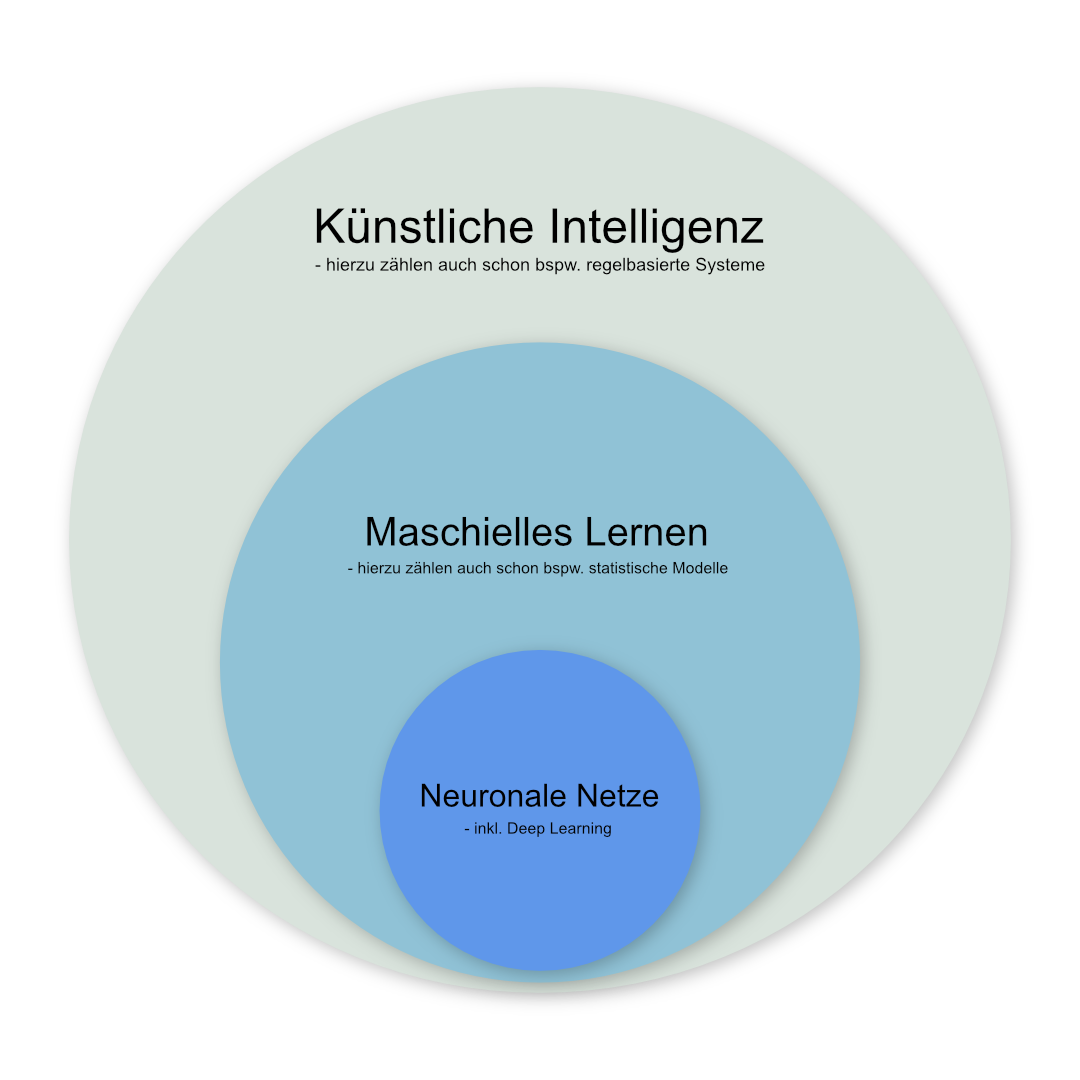 Künstliche Intelligenz
- hierzu zählen auch schon bspw. regelbasierte Systeme
Maschielles Lernen
- hierzu zählen auch schon bspw. statistische Modelle
Neuronale Netze
- inkl. Deep Learning